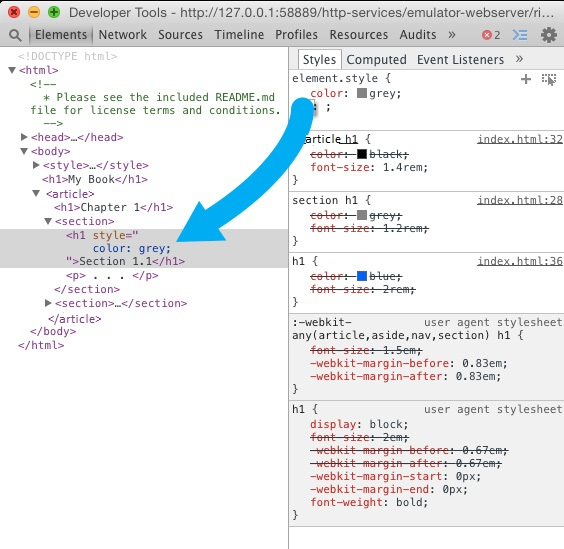 Developer Tools - http://127.0.0.1:58889/http-services/emulator-webserver/ri...
Elements Network Sources Timeline Profiles Resources Audits » 2
<!DOCTYPE html>
<html>
<!--
* Please see the included README.md
file for license terms and conditions.
-->
<head>…</head>
<body>
<style>…</style>
<h1>My Book</h1>
<article>
<h1>Chapter 1</h1>
<section>
<h1 style="
color: grey;
">Section 1.1</h1>
<p> . . . </p>
</section>
<section>…</section>
</article>
</body>
</html>
Styles Computed Event Listeners »
element.style {
color: grey;
: ;
article h1 { index.html:32
color: black;
font-size: 1.4rem;
}
section h1 { index.html:28
color: grey;
font-size: 1.2rem;
}
h1 { index.html:36
color: blue;
font-size: 2rem;
}
:-webkit- user agent stylesheet
any(article,aside,nav,section) h1 {
font-size: 1.5em;
-webkit-margin-before: 0.83em;
-webkit-margin-after: 0.83em;
}
h1 { user agent stylesheet
display: block;
font-size: 2em;
-webkit-margin-before: 0.67em;
-webkit-margin-after: 0.67em;
-webkit-margin-start: 0px;
-webkit-margin-end: 0px;
font-weight: bold;
}